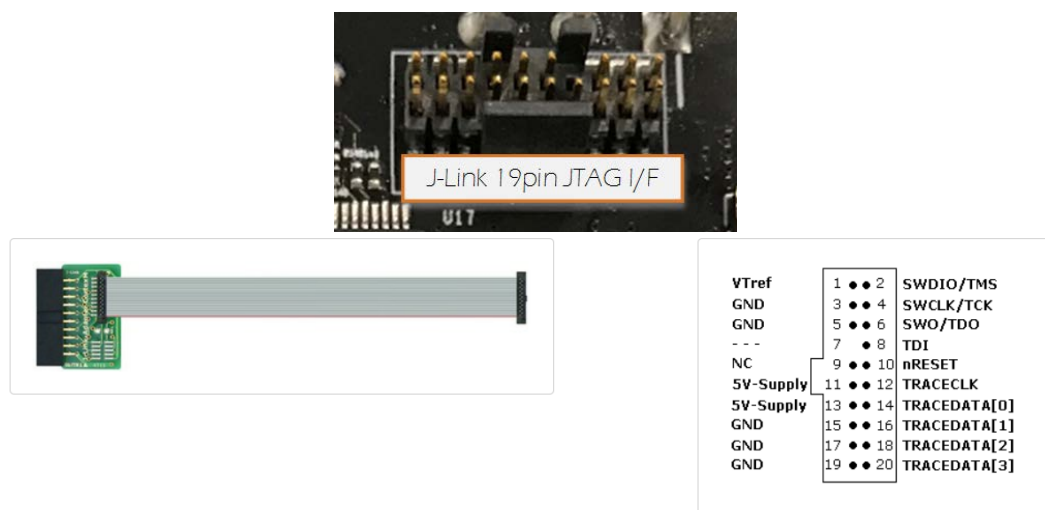 J-Link 19pin JTAG I/F
U17
VTref 1 2 SWDIO/TMS
GND 3 4 SWCLK/TCK
GND 5 6 SWO/TDO
--- 7 8 TDI
NC 9 10 nRESET
5V-Supply 11 12 TRACECLK
5V-Supply 13 14 TRACEDATA[0]
GND 15 16 TRACEDATA[1]
GND 17 18 TRACEDATA[2]
GND 19 20 TRACEDATA[3]